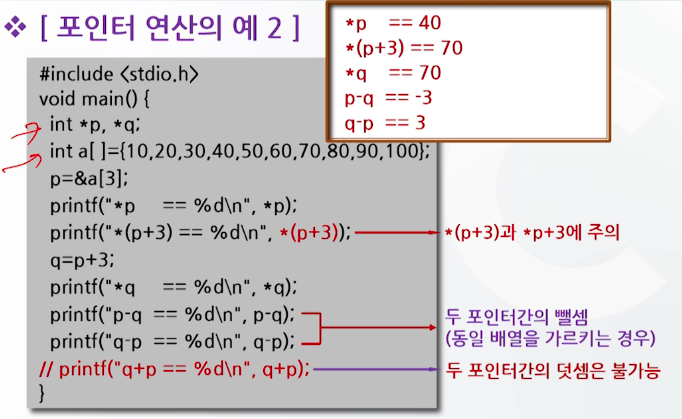 ❖ [ 포인터 연산의 예 2 ]
*p   == 40
*(p+3) == 70
*q   == 70
p-q == -3
q-p == 3
#include <stdio.h>
void main() {
int *p, *q;
int a[ ]={10,20,30,40,50,60,70,80,90,100};
p=&a[3];
printf("*p   == %d\n", *p);
printf("*(p+3) == %d\n", *(p+3));
*(p+3)과 *p+3에 주의
q=p+3;
printf("*q   == %d\n", *q);
printf("p-q == %d\n", p-q);
printf("q-p == %d\n", q-p);
두 포인터간의 뺄셈
(동일 배열을 가르키는 경우)
// printf("q+p == %d\n", q+p);
두 포인터간의 덧셈은 불가능
}